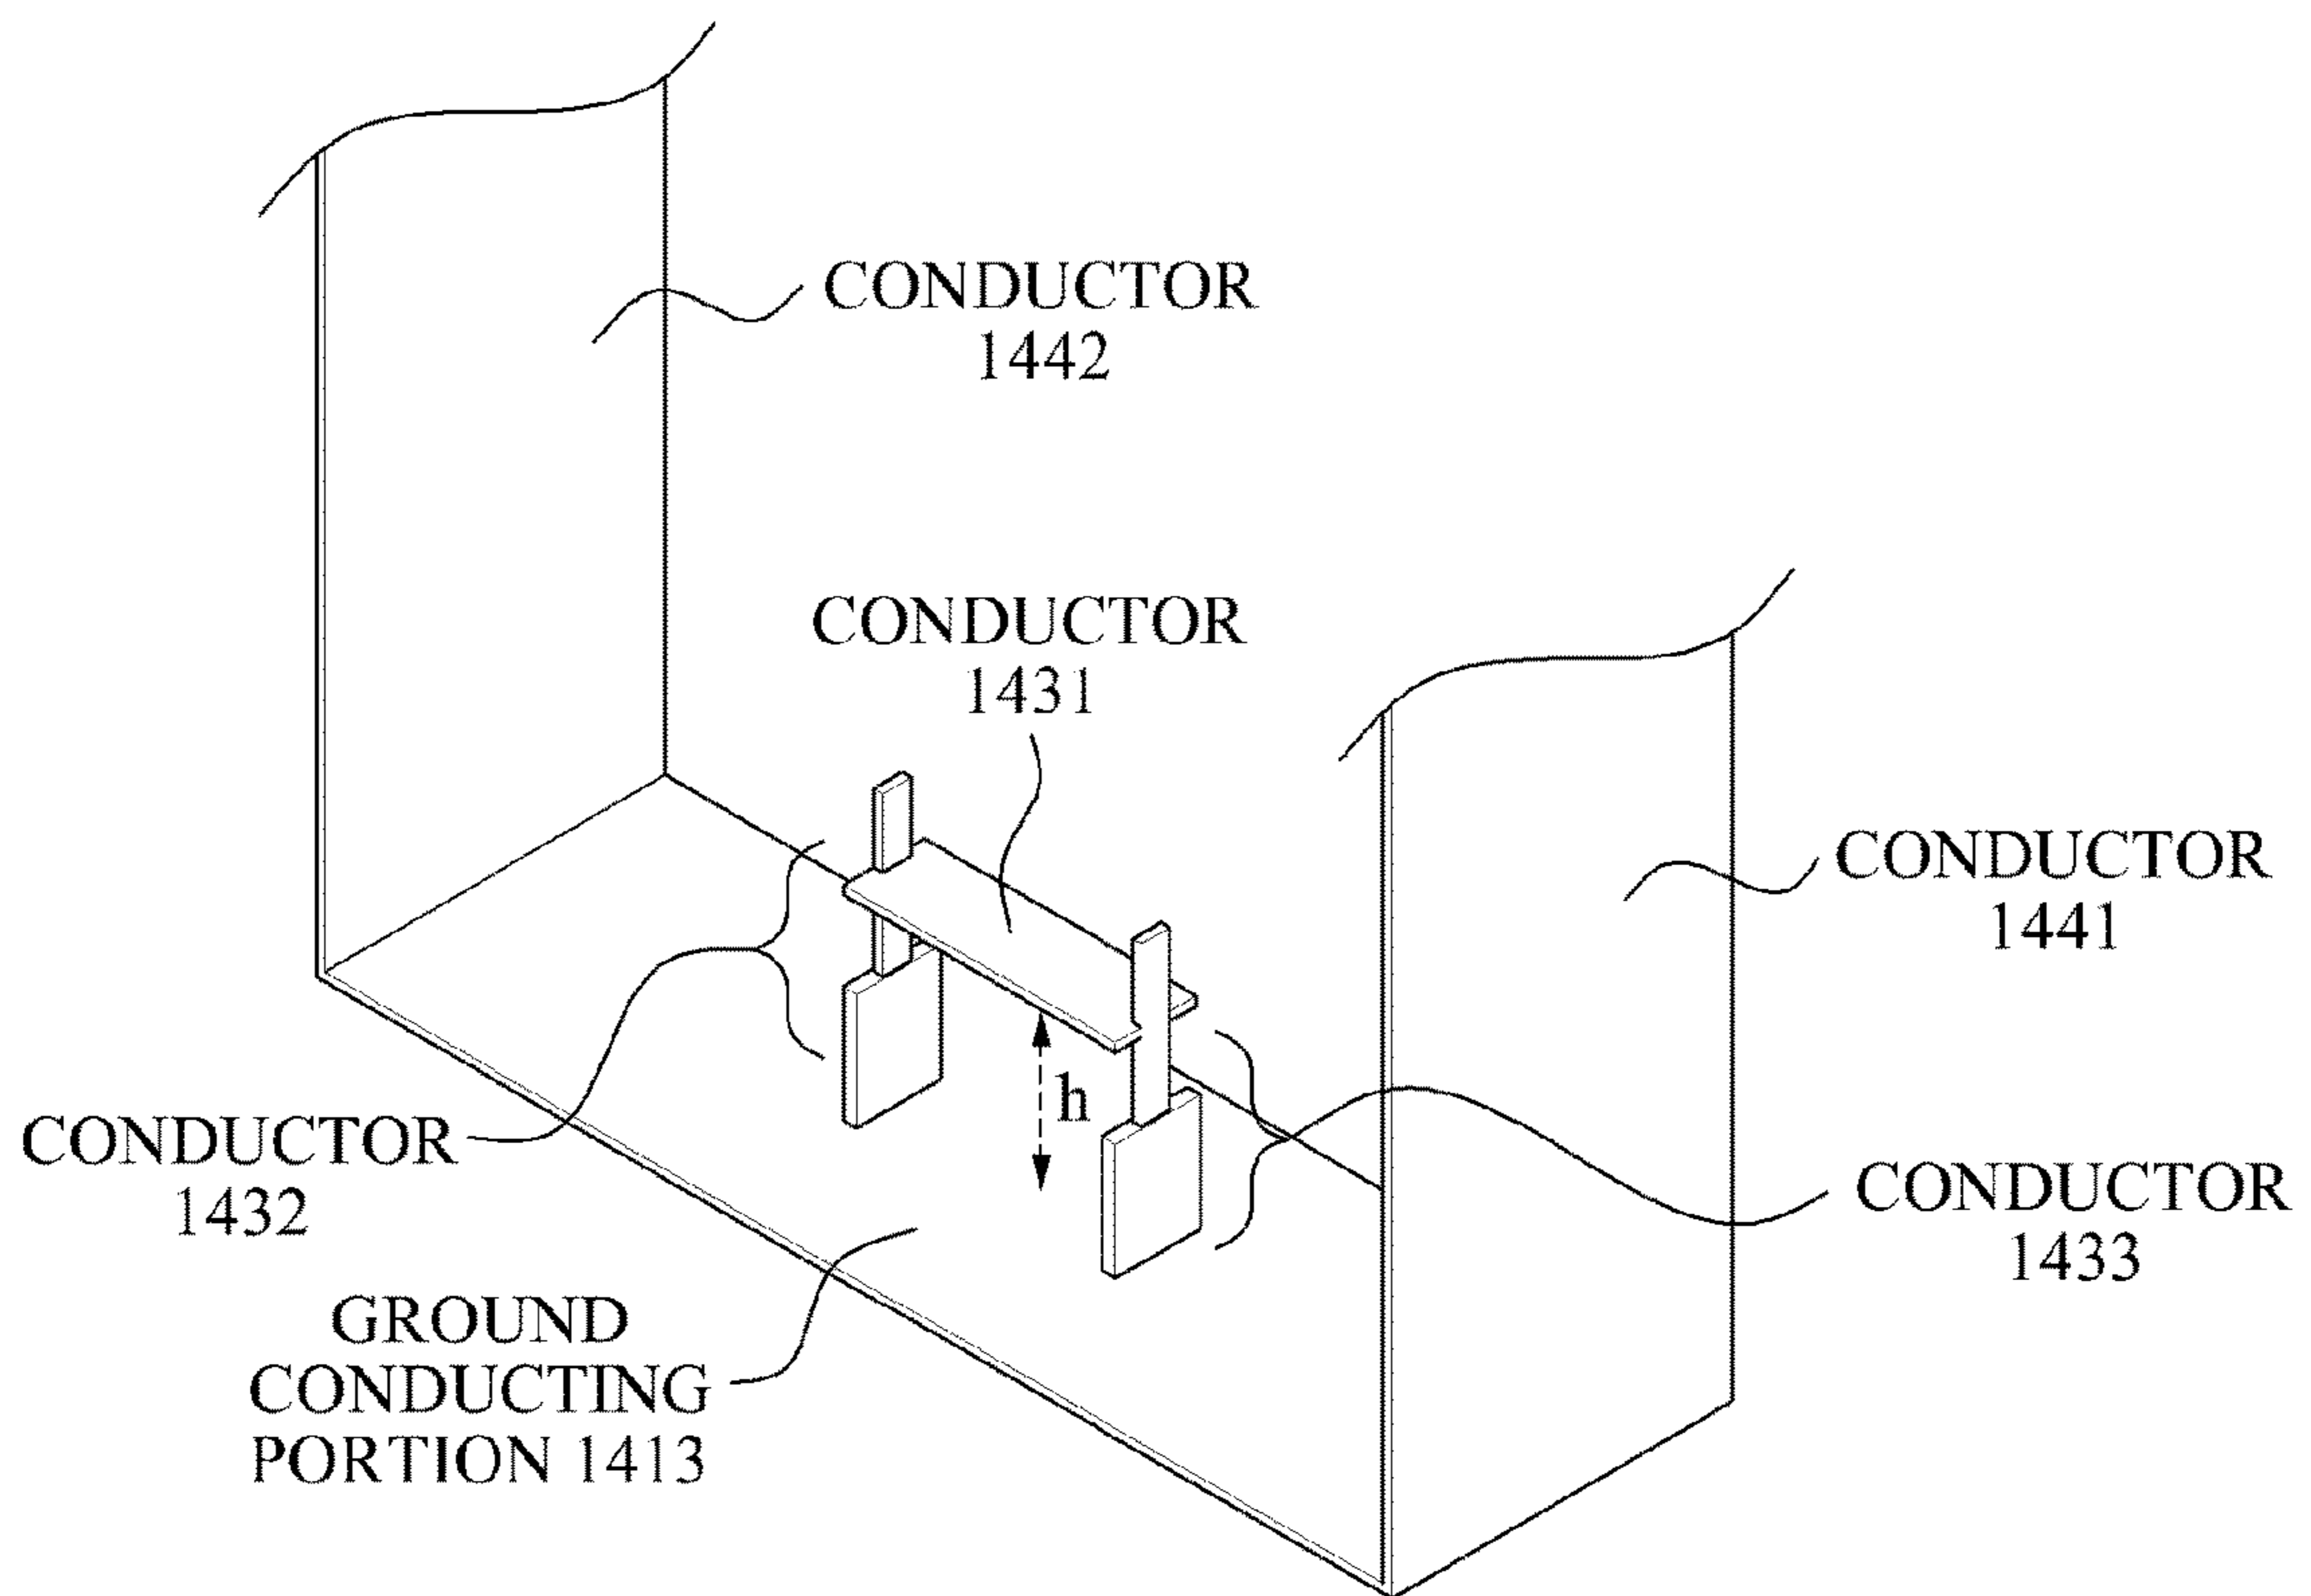 CONDUCTOR
1442
CONDUCTOR
1431
CONDUCTOR
1441
h
CONDUCTOR
1432
CONDUCTOR
1433
GROUND
CONDUCTING
PORTION 1413